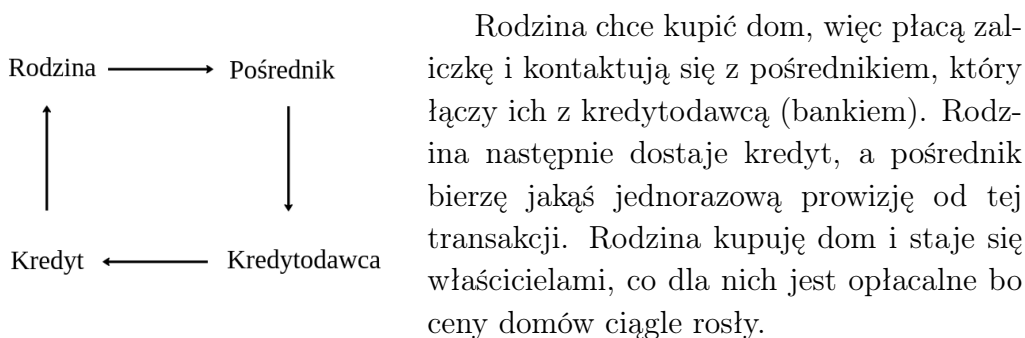 Rodzina
Pośrednik
Kredyt
Kredytodawca
Rodzina chce kupić dom, więc płacą zal-
iczkę i kontaktują się z pośrednikiem, który
łączy ich z kredytodawcą (bankiem). Rodz-
ina następnie dostaje kredyt, a pośrednik
bierzę jakąś jednorazową prowizję od tej
transakcji. Rodzina kupuję dom i staje się
właścicielami, co dla nich jest opłacalne bo
ceny domów ciągle rosły.